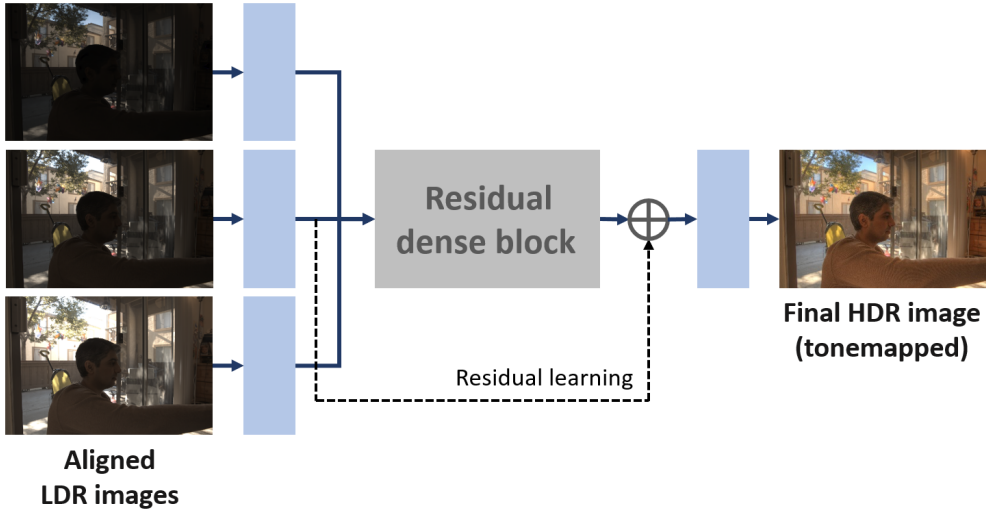 Residual
dense block
Residual learning
Final HDR image
(tonemapped)
Aligned
LDR images